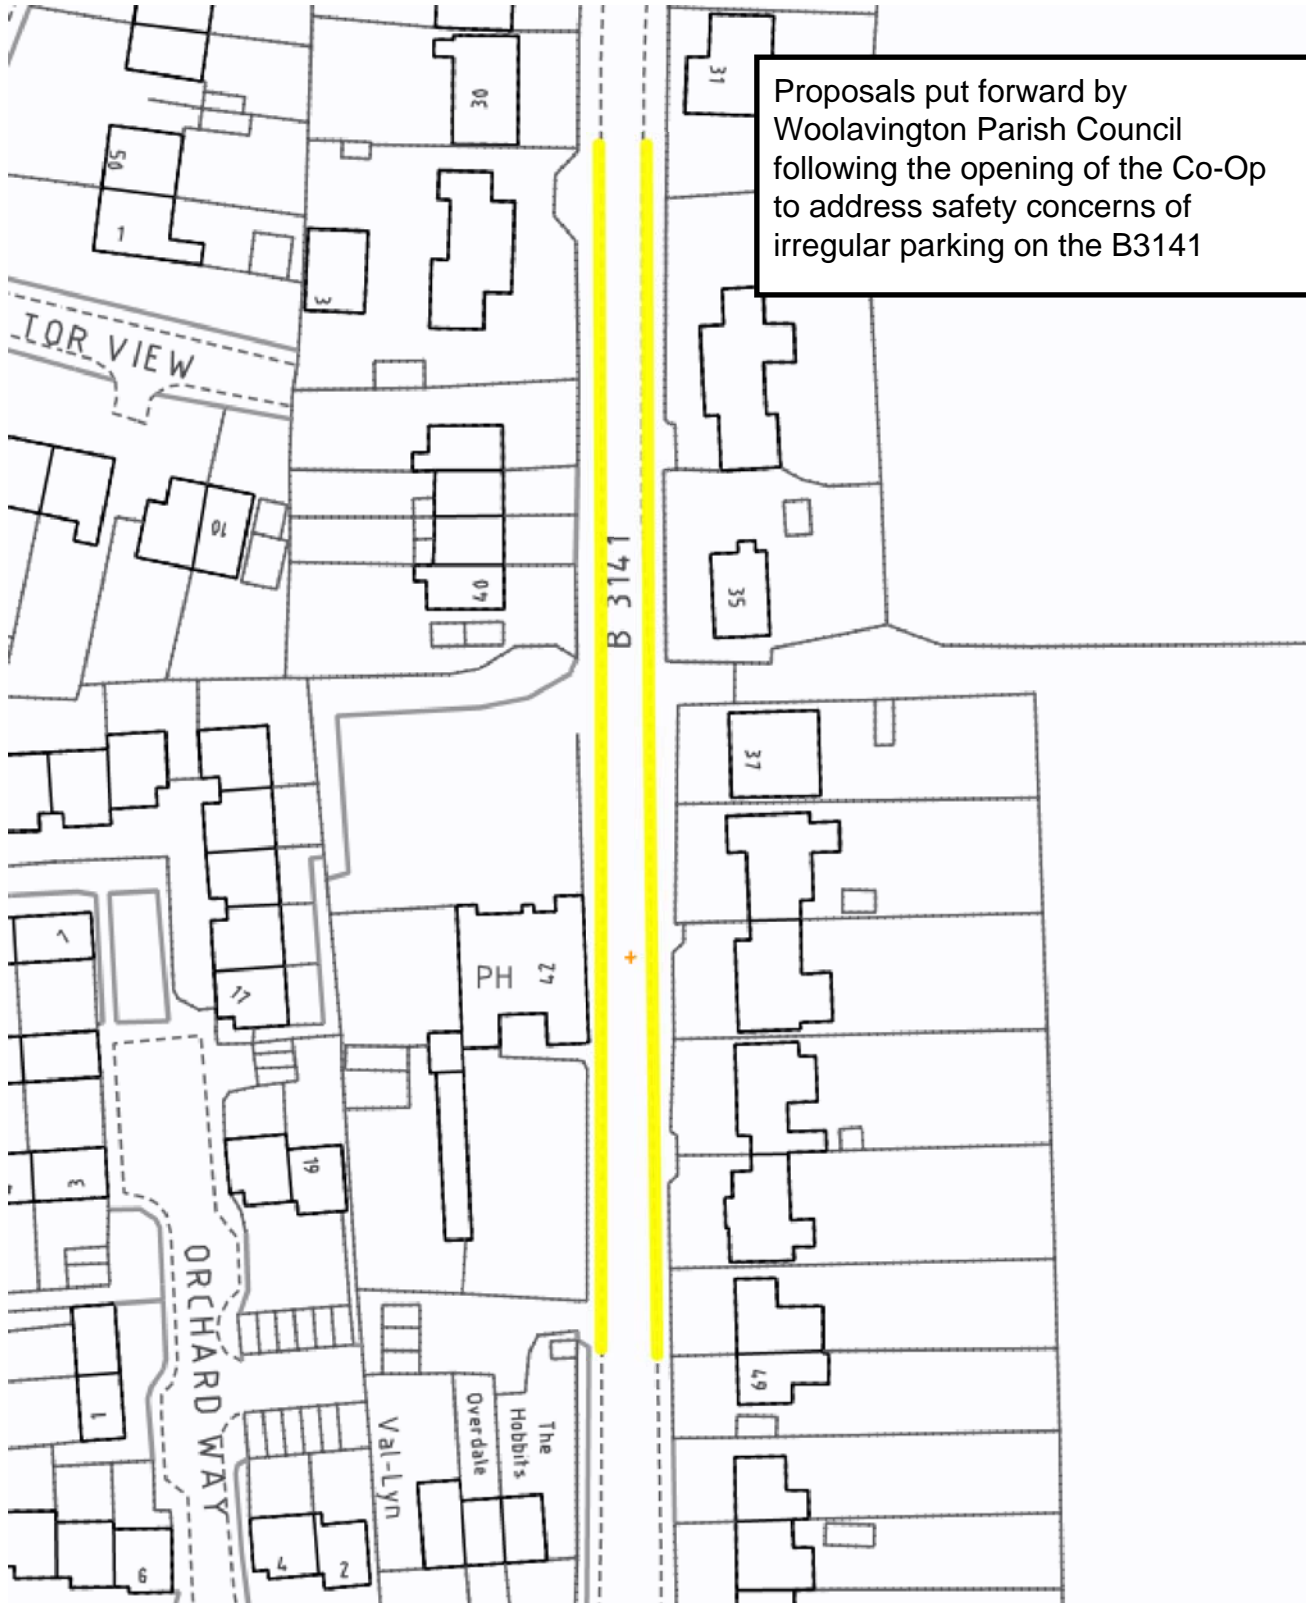 Proposals put forward by
Woolavington Parish Council
following the opening of the Co-Op
to address safety concerns of
irregular parking on the B3141
30
31
50
1
3
TOR VIEW
10
40
B 3141
35
37
7
PH
42
17
19
3
ORCHARD WAY
1
49
Val-Lyn
Overdale
The
Hobbits
4
2
6